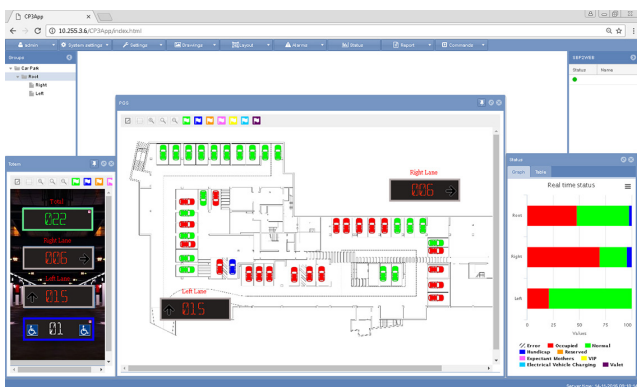 CP3App
10.255.3.6/CP3App/index.html
admin System settings Settings Drawings Layout Alarms Status Report Commands
Groups
Car Park
Root
Right
Left
Status Name
POG
Total
022
Right Lane
006
Left Lane
015
01
Right Lane
006
Left Lane
015
Status
Graph Table
Real time status
Root
Right
Left
0 25 50 75 100
Values
Error Occupied Normal
Handicap Reserved
Expectant Mothers VIP
Electrical Vehicle Charging Valet